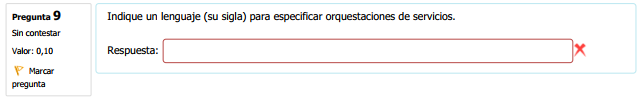 Pregunta 9
Sin contestar
Valor: 0,10
Marcar
pregunta
Indique un lenguaje (su sigla) para especificar orquestaciones de servicios.
Respuesta: